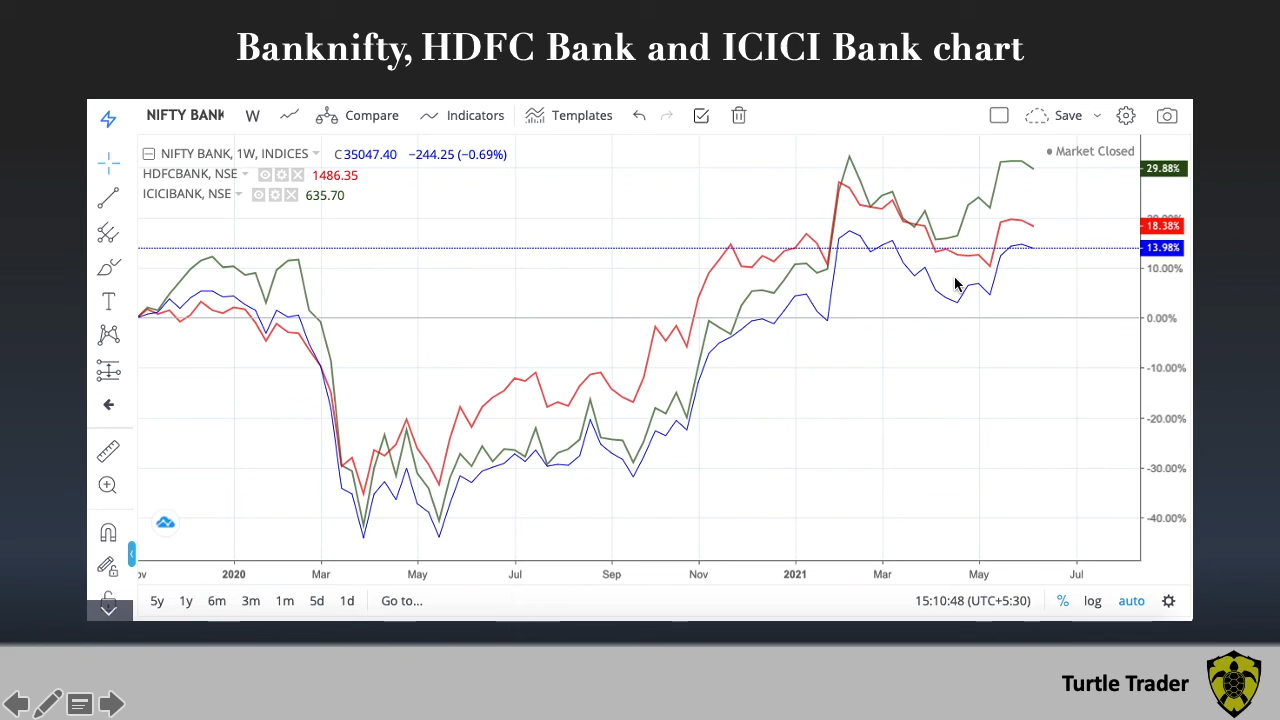 Banknifty, HDFC Bank and ICICI Bank chart
NIFTY BANK W Compare Indicators Templates Save
NIFTY BANK, 1W, INDICES C35047.40 −244.25 (−0.69%)
Market Closed
HDFCBANK, NSE 1486.35
ICICIBANK, NSE 635.70
29.88%
18.38%
13.98%
10.00%
0.00%
-10.00%
-20.00%
-30.00%
-40.00%
2020 Mar May Jul Sep Nov 2021 Mar May Jul
5y 1y 6m 3m 1m 5d 1d Go to... 15:10:48 (UTC+5:30) % log auto
Turtle Trader